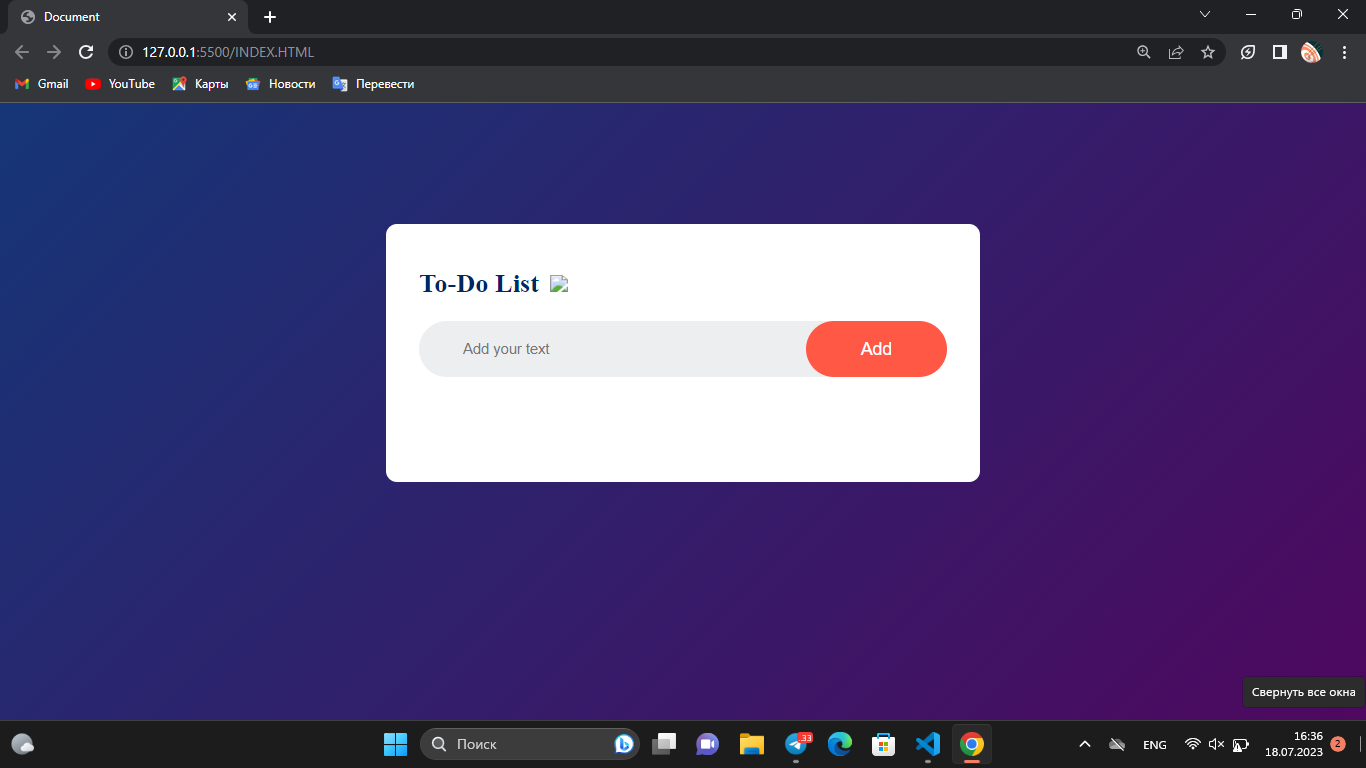 Document
127.0.0.1:5500/INDEX.HTML
Gmail YouTube Карты Новости Перевести
To-Do List
Add your text Add
Свернуть все окна
Поиск 33 ENG 16:36 2
18.07.2023